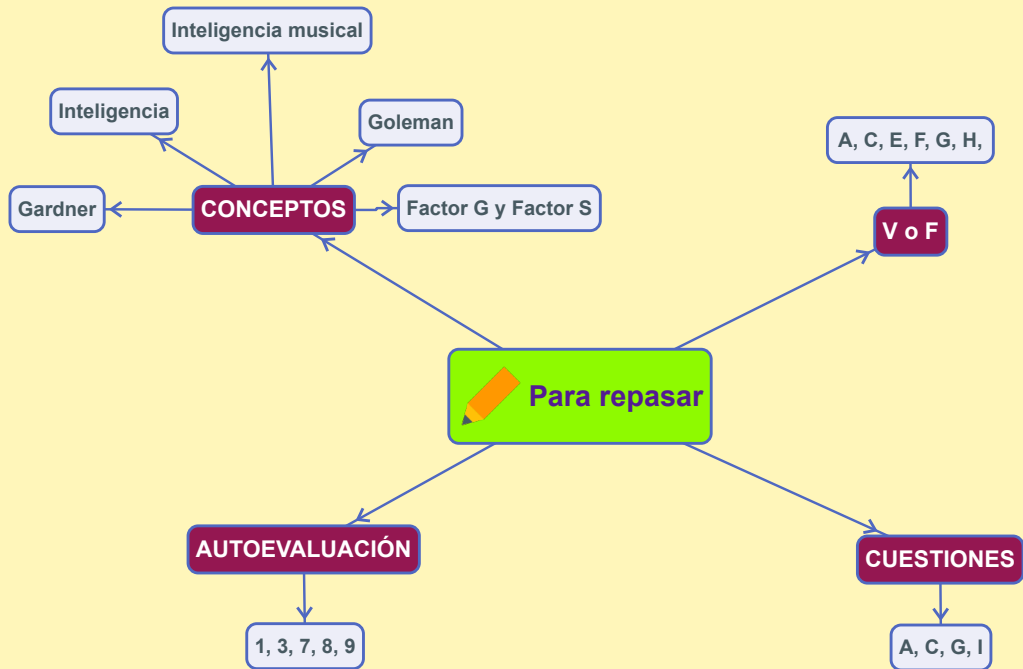 Inteligencia musical
Inteligencia
Goleman
A, C, E, F, G, H,
Gardner
CONCEPTOS
Factor G y Factor S
V o F
Para repasar
AUTOEVALUACIÓN
CUESTIONES
1, 3, 7, 8, 9
A, C, G, I